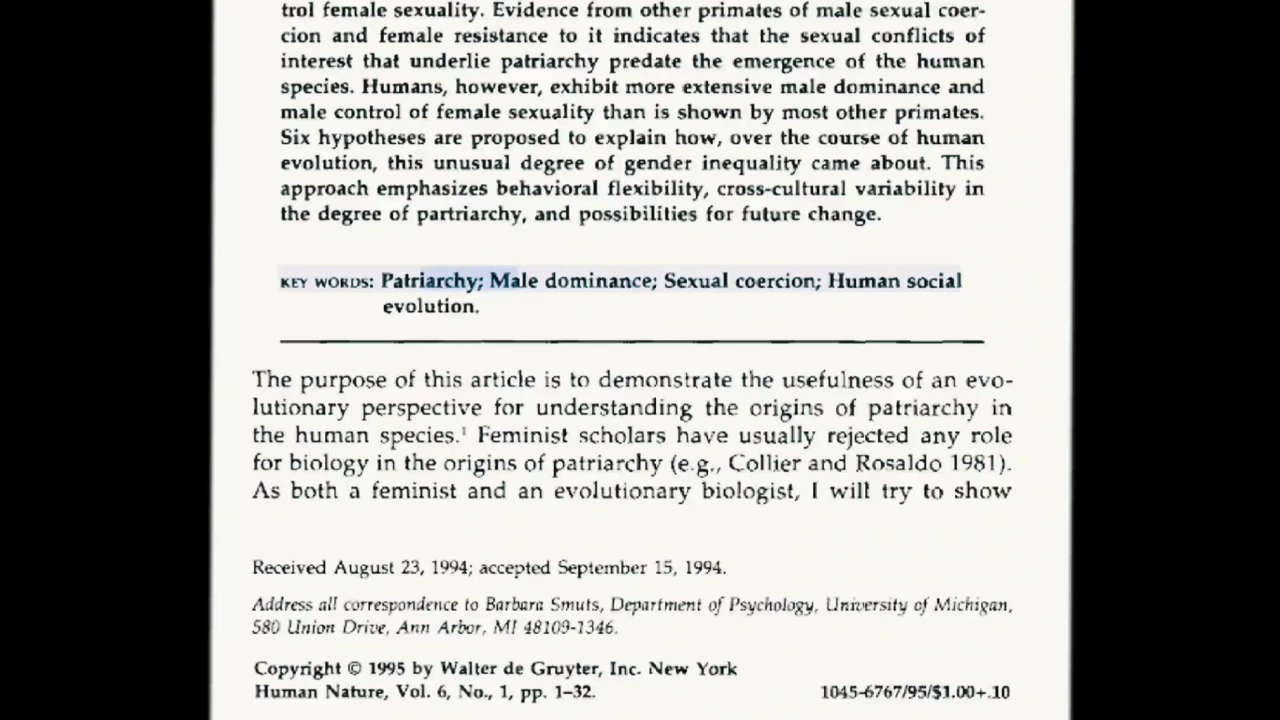 trol female sexuality. Evidence from other primates of male sexual coer-
cion and female resistance to it indicates that the sexual conflicts of
interest that underlie patriarchy predate the emergence of the human
species. Humans, however, exhibit more extensive male dominance and
male control of female sexuality than is shown by most other primates.
Six hypotheses are proposed to explain how, over the course of human
evolution, this unusual degree of gender inequality came about. This
approach emphasizes behavioral flexibility, cross-cultural variability in
the degree of partriarchy, and possibilities for future change.
KEY WORDS: Patriarchy; Male dominance; Sexual coercion; Human social
evolution.
The purpose of this article is to demonstrate the usefulness of an evo-
lutionary perspective for understanding the origins of patriarchy in
the human species.¹ Feminist scholars have usually rejected any role
for biology in the origins of patriarchy (e.g., Collier and Rosaldo 1981).
As both a feminist and an evolutionary biologist, I will try to show
Received August 23, 1994; accepted September 15, 1994.
Address all correspondence to Barbara Smuts, Department of Psychology, University of Michigan,
580 Union Drive, Ann Arbor, MI 48109-1346.
Copyright © 1995 by Walter de Gruyter, Inc. New York
Human Nature, Vol. 6, No., 1, pp. 1–32.
1045-6767/95/$1.00+.10